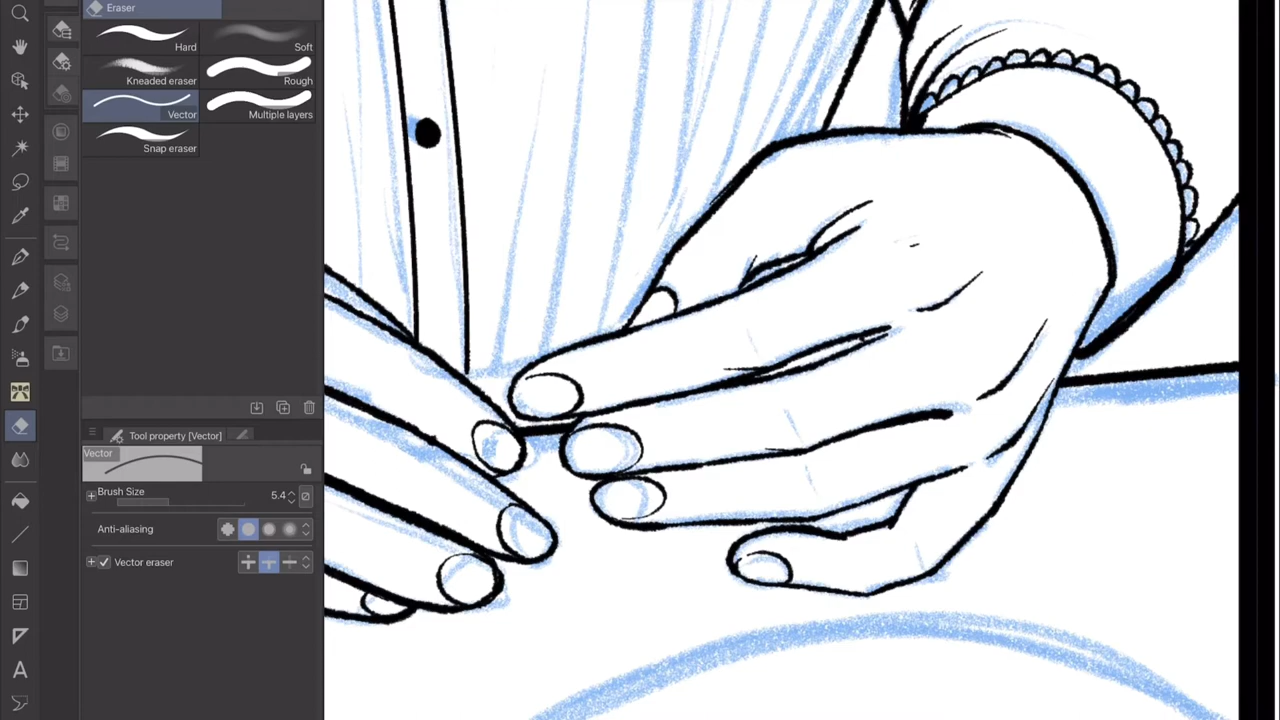 Eraser
Hard
Soft
Kneaded eraser
Rough
Vector
Multiple layers
Snap eraser
Tool property [Vector]
Vector
Brush Size
5.4
Anti-aliasing
Vector eraser